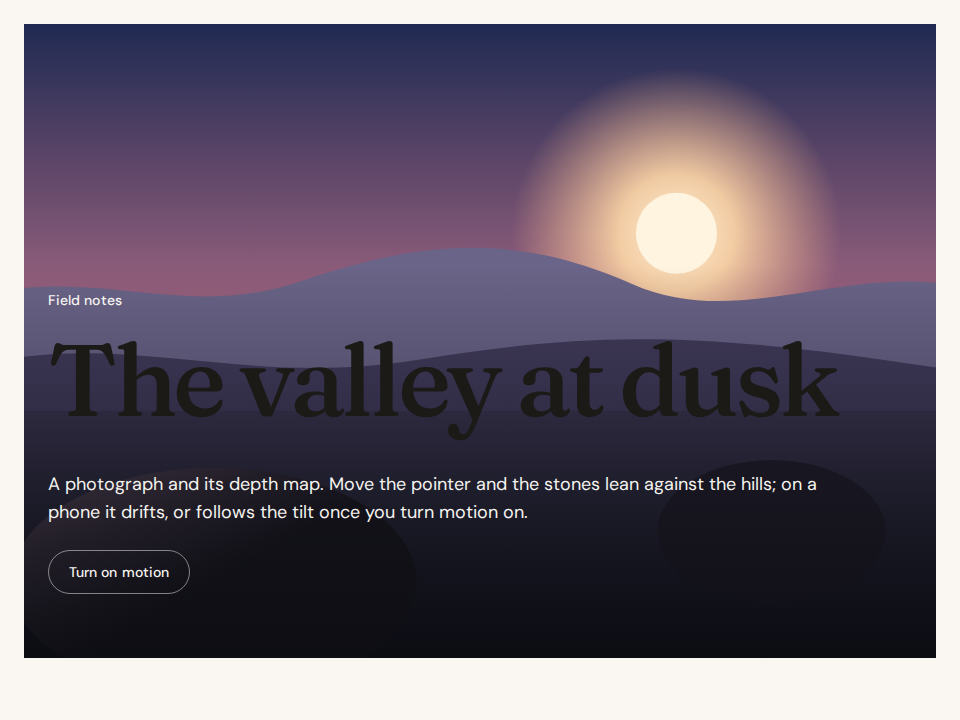 Field notes
The valley at dusk
A photograph and its depth map. Move the pointer and the stones lean against the hills; on a
phone it drifts, or follows the tilt once you turn motion on.
Turn on motion